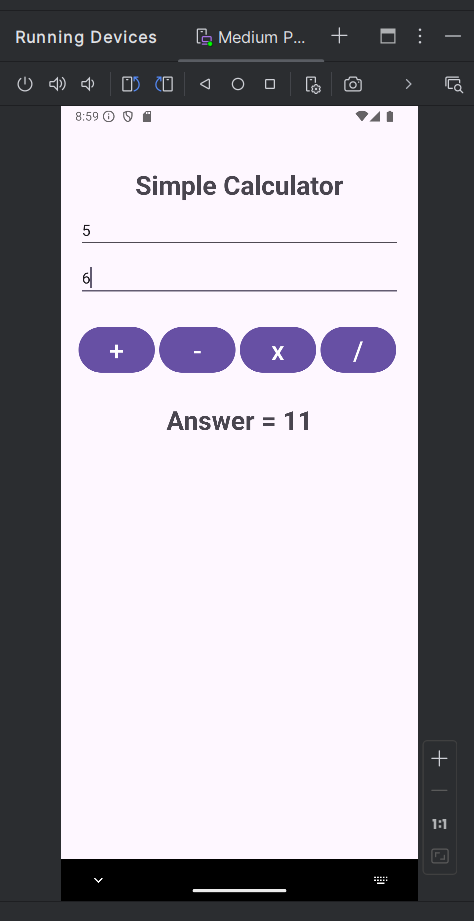 Running Devices
Medium P...
8:59
Simple Calculator
5
6
+ - x /
Answer = 11
1:1